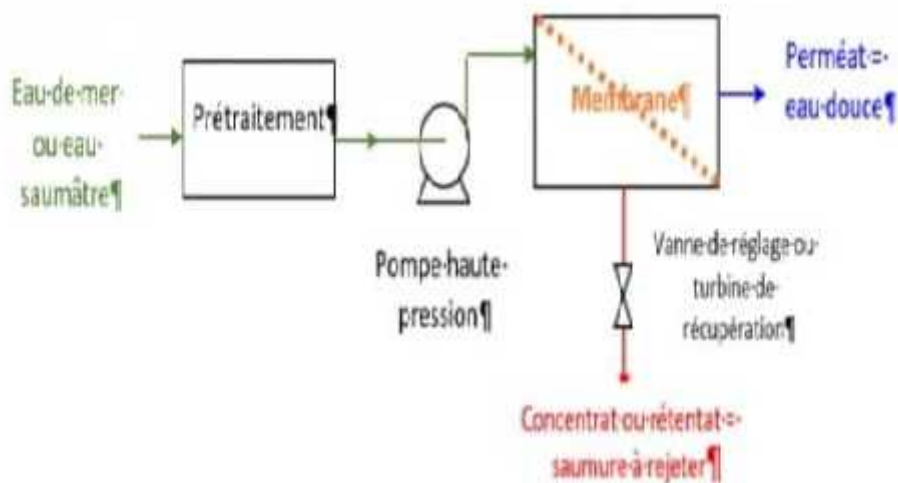 Eau·de·mer·
ou·eau·
saumâtre¶
Prétraitement¶
Pompe·haute·
pression¶
Membrane¶
Perméat·=·
eau·douce¶
Vanne·de·réglage·ou·
turbine·de·
récupération¶
Concentrat·ou·rétentat·=·
saumure·à·rejeter¶